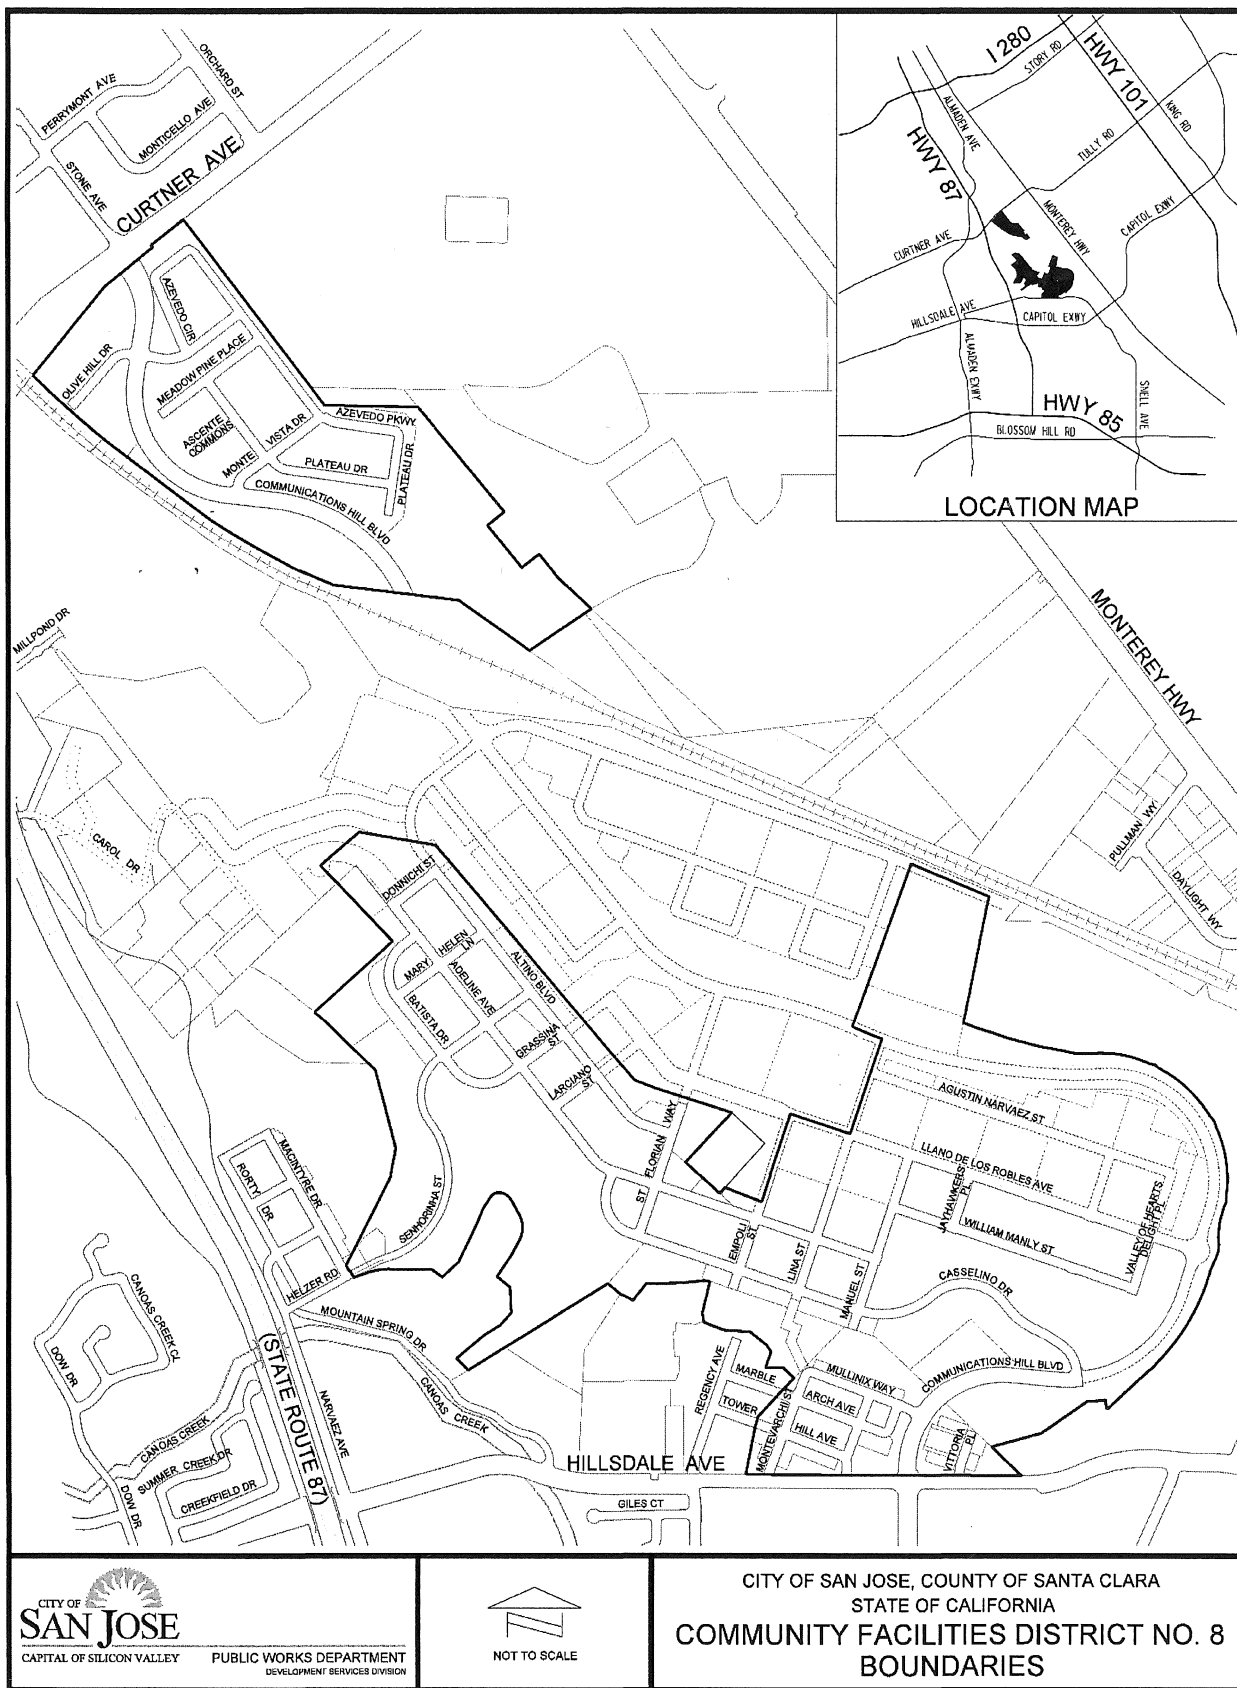 ORCHARD ST
PERRYMONT AVE
MONTICELLO AVE
STONE AVE
CURTNER AVE
I 280
STORY RD
HWY 101
KING RD
ALMADEN AVE
TULLY RD
HWY 87
MONTEREY HWY
CAPITOL EXWY
CURTNER AVE
HILLSDALE AVE
CAPITOL EXWY
ALMADEN EXWY
SNELL AVE
HWY 85
BLOSSOM HILL RD
LOCATION MAP
AZEVEDO CIR
OLIVE HILL DR
MEADOW PINE PLACE
ASCENTE
COMMONS
MONTE
VISTA DR
AZEVEDO PKWY
PLATEAU DR
PLATEAU DR
COMMUNICATIONS HILL BLVD
MILLPOND DR
MONTEREY HWY
PULLMAN WY
DAYLIGHT WY
CAROL DR
DONNICHI ST
HELEN
LN
MARY
ADELINE AVE
ALTINO BLVD
BATISTA DR
GRASSINA
ST
LARCIANO
ST
FLORIAN
WAY
ST
AGUSTIN NARVAEZ ST
LLANO DE LOS ROBLES AVE
JAYHAWKERS
PL
WILLIAM MANLY ST
VALLEY OF HEARTS
DELIGHT PL
MACINTYRE DR
RORTY
DR
SENHORINHA ST
HELZER RD
EMPOLI
ST
LINA ST
MANUEL ST
CASSELINO DR
COMMUNICATIONS HILL BLVD
CANOAS CREEK CL
DOW DR
MOUNTAIN SPRING DR
CANOAS CREEK
(STATE ROUTE 87)
NARVAEZ AVE
REGENCY AVE
MARBLE
TOWER
MONTEVARCHI ST
MULLINIX WAY
ARCH AVE
HILL AVE
VITTORIA
PL
CANOAS CREEK
SUMMER CREEK DR
CREEKFIELD DR
DOW DR
HILLSDALE AVE
GILES CT
CITY OF
SAN JOSE
CAPITAL OF SILICON VALLEY
PUBLIC WORKS DEPARTMENT
DEVELOPMENT SERVICES DIVISION
N
NOT TO SCALE
CITY OF SAN JOSE, COUNTY OF SANTA CLARA
STATE OF CALIFORNIA
COMMUNITY FACILITIES DISTRICT NO. 8
BOUNDARIES